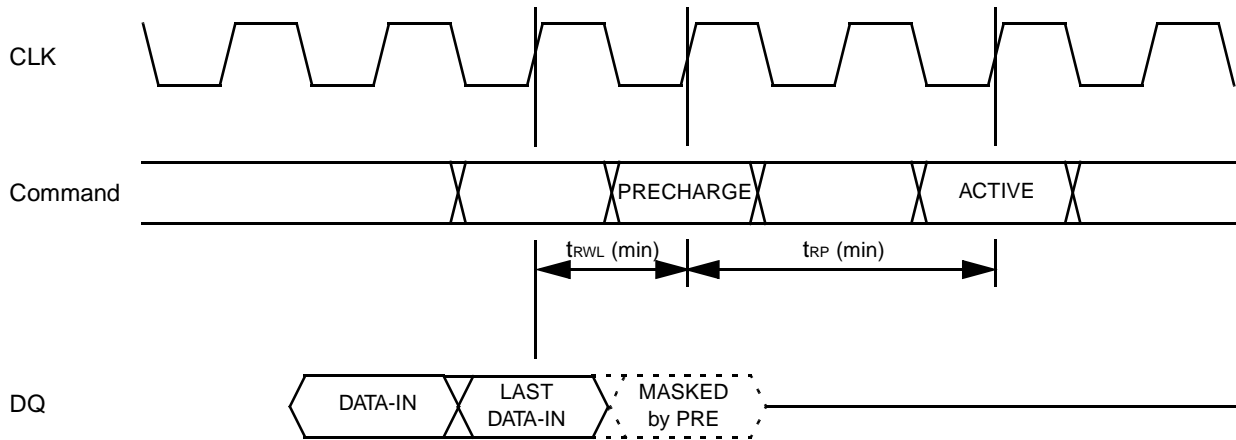 CLK
Command
PRECHARGE
ACTIVE
tRWL (min)
tRP (min)
DQ
DATA-IN
LAST
DATA-IN
MASKED
by PRE